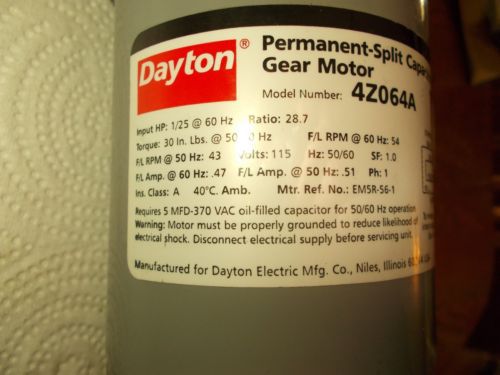 Dayton®
Permanent-Split
Gear Motor
Model Number: 4Z064A
Input HP: 1/25 @ 60 Hz Ratio: 28.7
Torque: 30 In. Lbs. @ 50 Hz F/L RPM @ 60 Hz: 54
F/L RPM @ 50 Hz: 43 Volts: 115 Hz: 50/60 SF: 1.0
F/L Amp @ 60 Hz: .47 F/L Amp. @ 50 Hz: .51 Ph: 1
Ins. Class: A 40°C. Amb. Mtr. Ref. No.: EM5R-56-1
Requires 5 MFD-370 VAC oil-filled capacitor for 50/60 Hz operation.
Warning: Motor must be properly grounded to reduce likelihood of
electrical shock. Disconnect electrical supply before servicing unit.
Manufactured for Dayton Electric Mfg. Co., Niles, Illinois